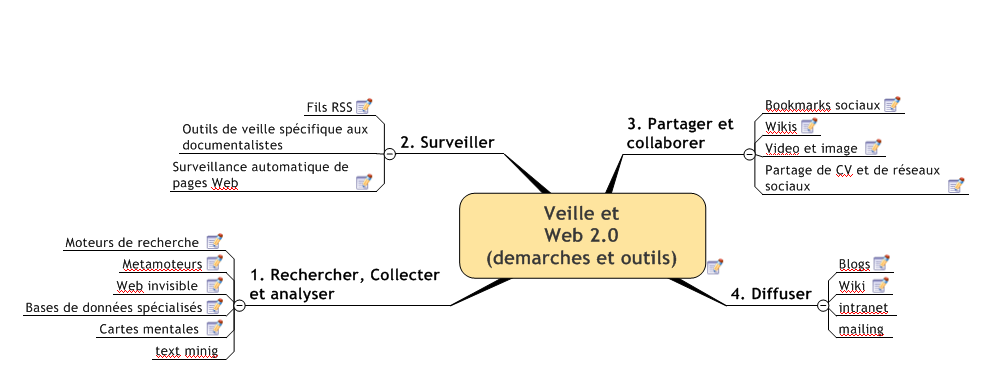 Veille et
Web 2.0
(demarches et outils)
1. Rechercher, Collecter
et analyser
Moteurs de recherche
Metamoteurs
Web invisible
Bases de données spécialisés
Cartes mentales
text minig
2. Surveiller
Fils RSS
Outils de veille spécifique aux
documentalistes
Surveillance automatique de
pages Web
3. Partager et
collaborer
Bookmarks sociaux
Wikis
Video et image
Partage de CV et de réseaux
sociaux
4. Diffuser
Blogs
Wiki
intranet
mailing